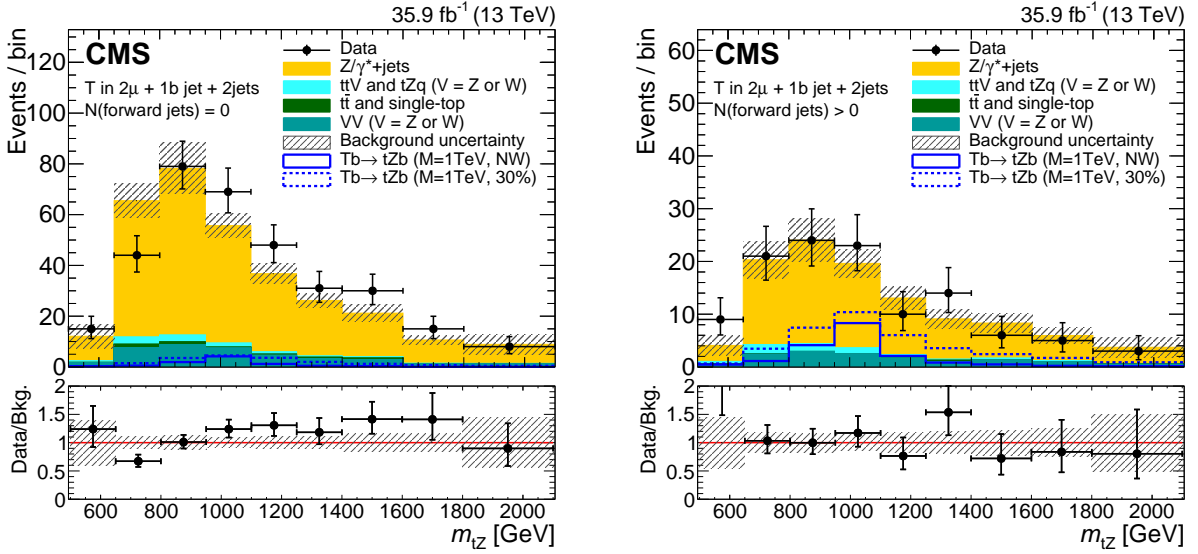 35.9 fb⁻¹ (13 TeV)
CMS
T in 2μ + 1b jet + 2jets
N(forward jets) = 0
Data
Z/γ*+jets
ttV and tZq (V = Z or W)
tt̄ and single-top
VV (V = Z or W)
Background uncertainty
Tb→ tZb (M=1TeV, NW)
Tb→ tZb (M=1TeV, 30%)
Events / bin
120
100
80
60
40
20
0
Data/Bkg.
2
1.5
1
0.5
0
600 800 1000 1200 1400 1600 1800 2000
m_tZ [GeV]
35.9 fb⁻¹ (13 TeV)
CMS
T in 2μ + 1b jet + 2jets
N(forward jets) > 0
Data
Z/γ*+jets
ttV and tZq (V = Z or W)
tt̄ and single-top
VV (V = Z or W)
Background uncertainty
Tb→ tZb (M=1TeV, NW)
Tb→ tZb (M=1TeV, 30%)
Events / bin
60
50
40
30
20
10
0
Data/Bkg.
2
1.5
1
0.5
0
600 800 1000 1200 1400 1600 1800 2000
m_tZ [GeV]